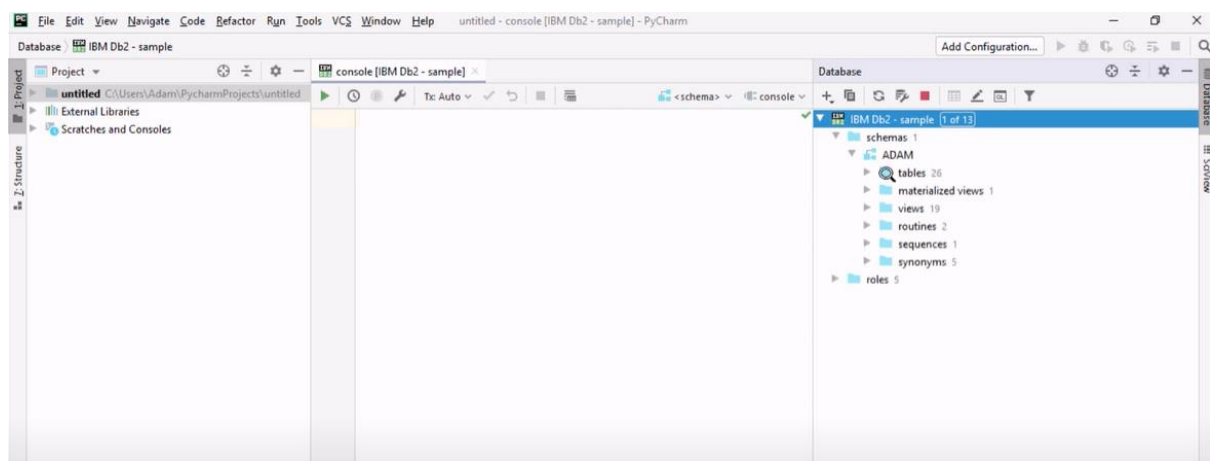 PC File Edit View Navigate Code Refactor Run Tools VCS Window Help untitled - console [IBM Db2 - sample] - PyCharm
Database IBM Db2 - sample
Add Configuration...
1: Project
Z: Structure
Project
untitled C:\Users\Adam\PycharmProjects\untitled
External Libraries
Scratches and Consoles
console [IBM Db2 - sample]
Tx: Auto
<schema>
console
Database
IBM Db2 - sample 1 of 13
schemas 1
ADAM
tables 26
materialized views 1
views 19
routines 2
sequences 1
synonyms 5
roles 5
Database
SciView